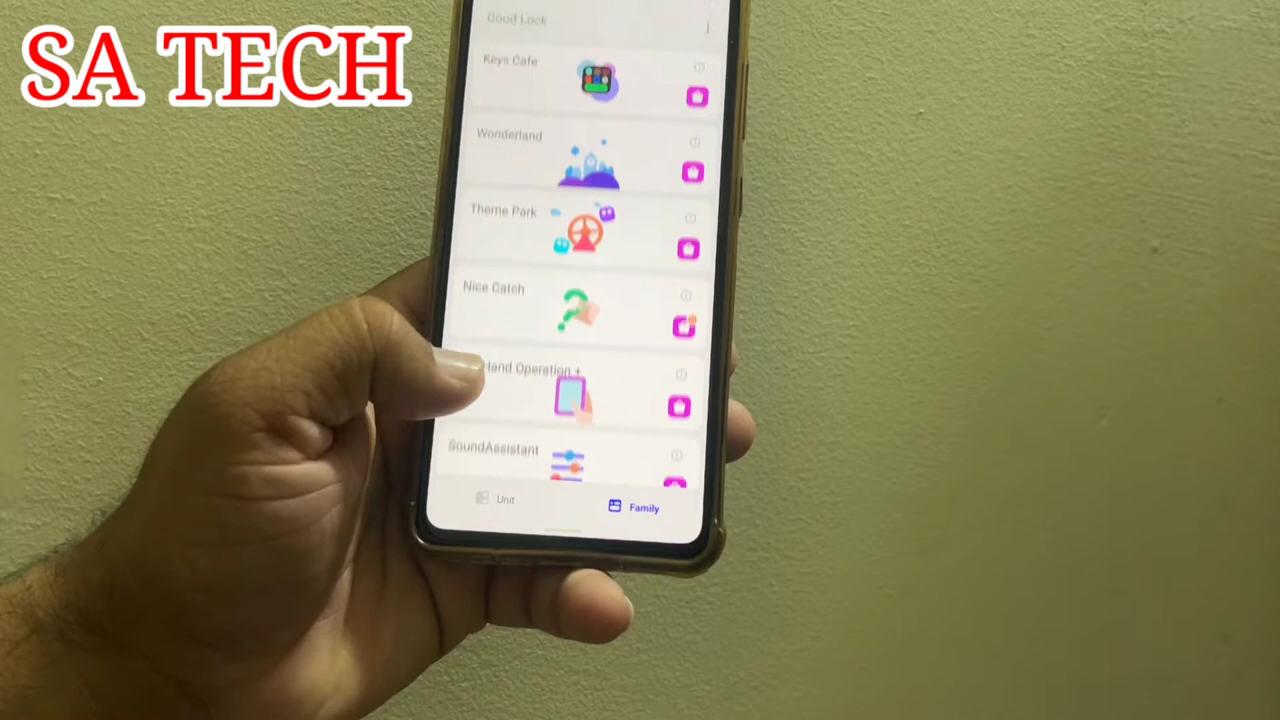 SA TECH
Good Lock
Keys Cafe
Wonderland
Theme Park
Nice Catch
Hand Operation +
SoundAssistant
Unit
Family